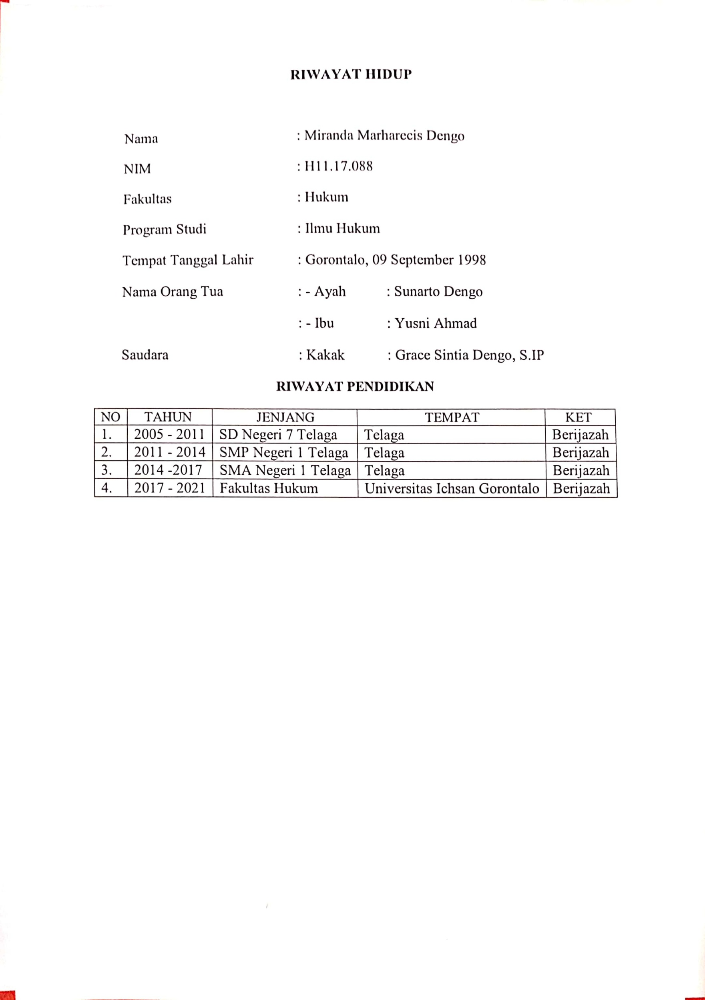 RIWAYAT HIDUP
Nama : Miranda Marharecis Dengo
NIM : H11.17.088
Fakultas : Hukum
Program Studi : Ilmu Hukum
Tempat Tanggal Lahir : Gorontalo, 09 September 1998
Nama Orang Tua : - Ayah : Sunarto Dengo
: - Ibu : Yusni Ahmad
Saudara : Kakak : Grace Sintia Dengo, S.IP
RIWAYAT PENDIDIKAN
NO TAHUN JENJANG TEMPAT KET
1. 2005 - 2011 SD Negeri 7 Telaga Telaga Berijazah
2. 2011 - 2014 SMP Negeri 1 Telaga Telaga Berijazah
3. 2014 -2017 SMA Negeri 1 Telaga Telaga Berijazah
4. 2017 - 2021 Fakultas Hukum Universitas Ichsan Gorontalo Berijazah